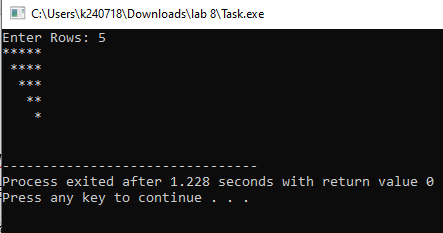 C:\Users\k240718\Downloads\lab 8\Task.exe
Enter Rows: 5
*****
 ****
  ***
   **
    *
--------------------------------
Process exited after 1.228 seconds with return value 0
Press any key to continue . . .